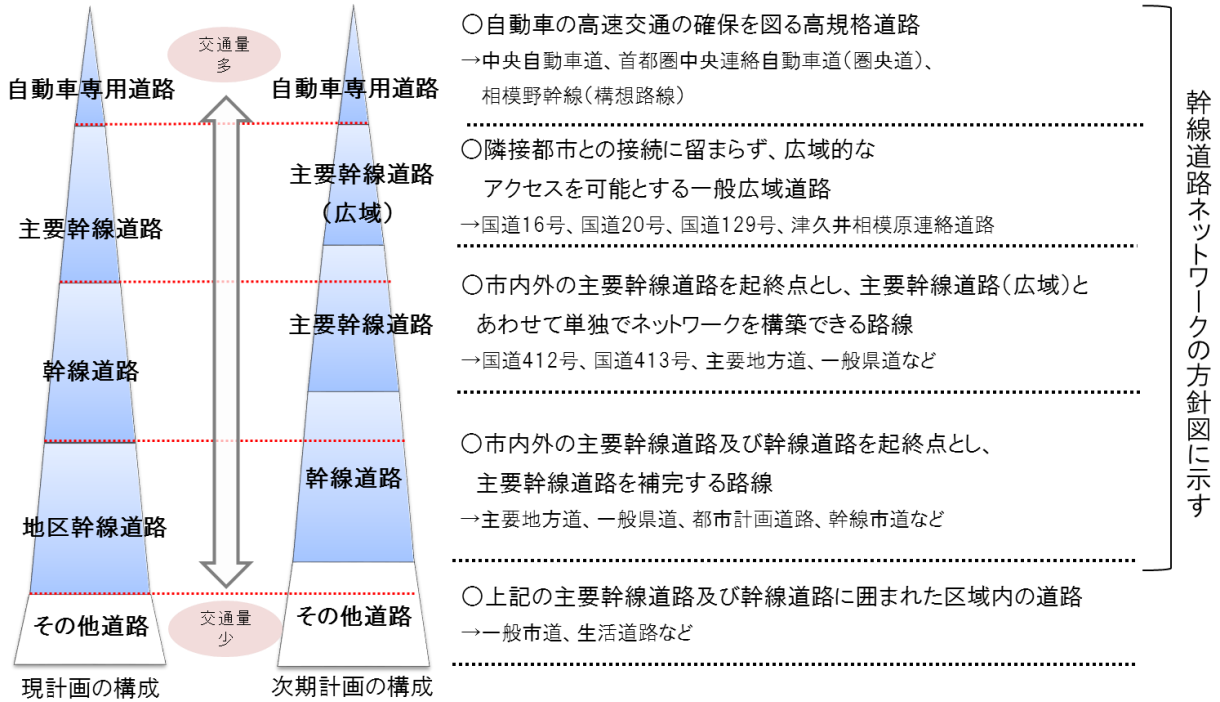 交通量
多
自動車専用道路
主要幹線道路
幹線道路
地区幹線道路
その他道路
現計画の構成
交通量
少
自動車専用道路
主要幹線道路
（広域）
主要幹線道路
幹線道路
その他道路
次期計画の構成
○自動車の高速交通の確保を図る高規格道路
→中央自動車道、首都圏中央連絡自動車道（圏央道）、
相模野幹線（構想路線）
○隣接都市との接続に留まらず、広域的な
アクセスを可能とする一般広域道路
→国道16号、国道20号、国道129号、津久井相模原連絡道路
○市内外の主要幹線道路を起終点とし、主要幹線道路（広域）と
あわせて単独でネットワークを構築できる路線
→国道412号、国道413号、主要地方道、一般県道など
○市内外の主要幹線道路及び幹線道路を起終点とし、
主要幹線道路を補完する路線
→主要地方道、一般県道、都市計画道路、幹線市道など
○上記の主要幹線道路及び幹線道路に囲まれた区域内の道路
→一般市道、生活道路など
幹線道路ネットワークの方針図に示す